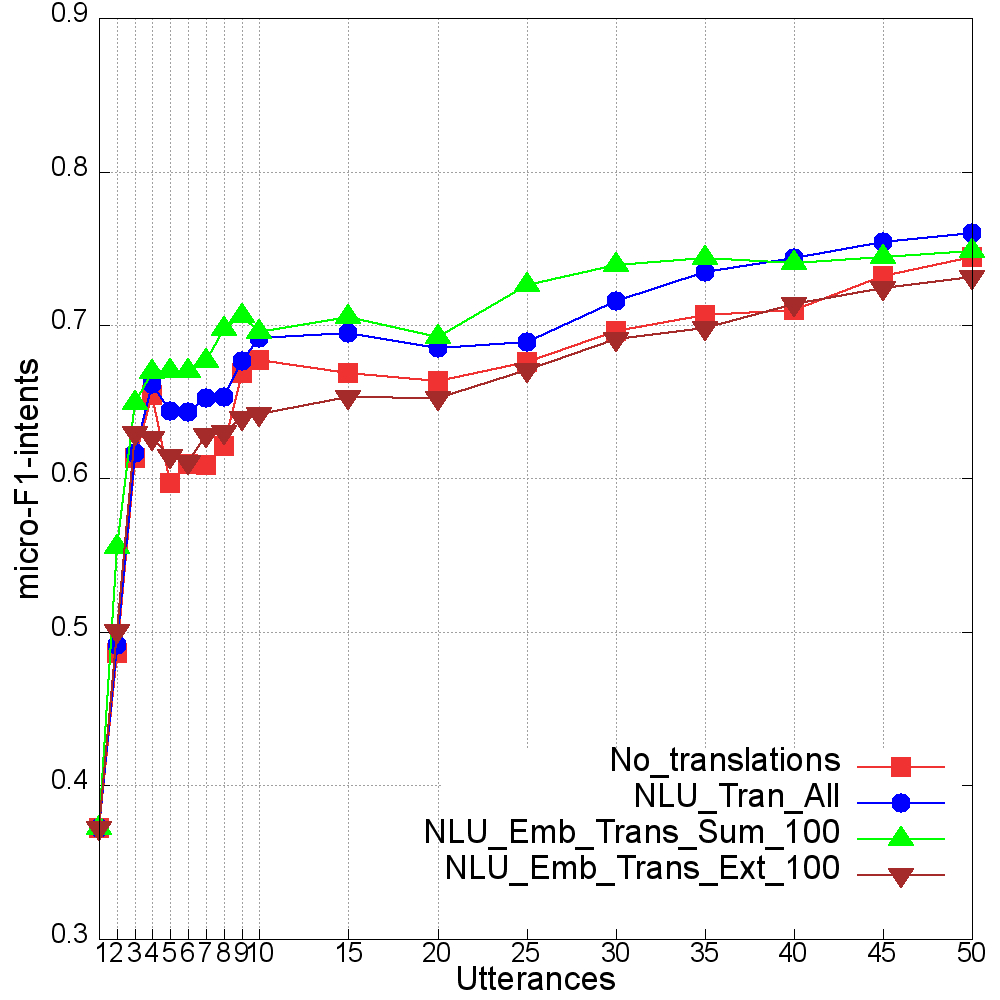 0.9
0.8
0.7
0.6
0.5
0.4
0.3
micro-F1-intents
No_translations
NLU_Tran_All
NLU_Emb_Trans_Sum_100
NLU_Emb_Trans_Ext_100
1 2 3 4 5 6 7 8 9 10 15 20 25 30 35 40 45 50
Utterances